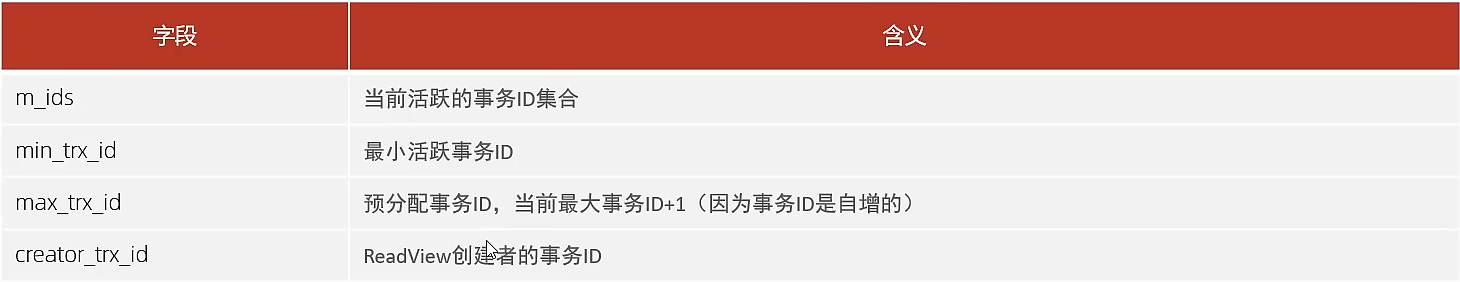 字段 含义
m_ids 当前活跃的事务ID集合
min_trx_id 最小活跃事务ID
max_trx_id 预分配事务ID，当前最大事务ID+1（因为事务ID是自增的）
creator_trx_id ReadView创建者的事务ID